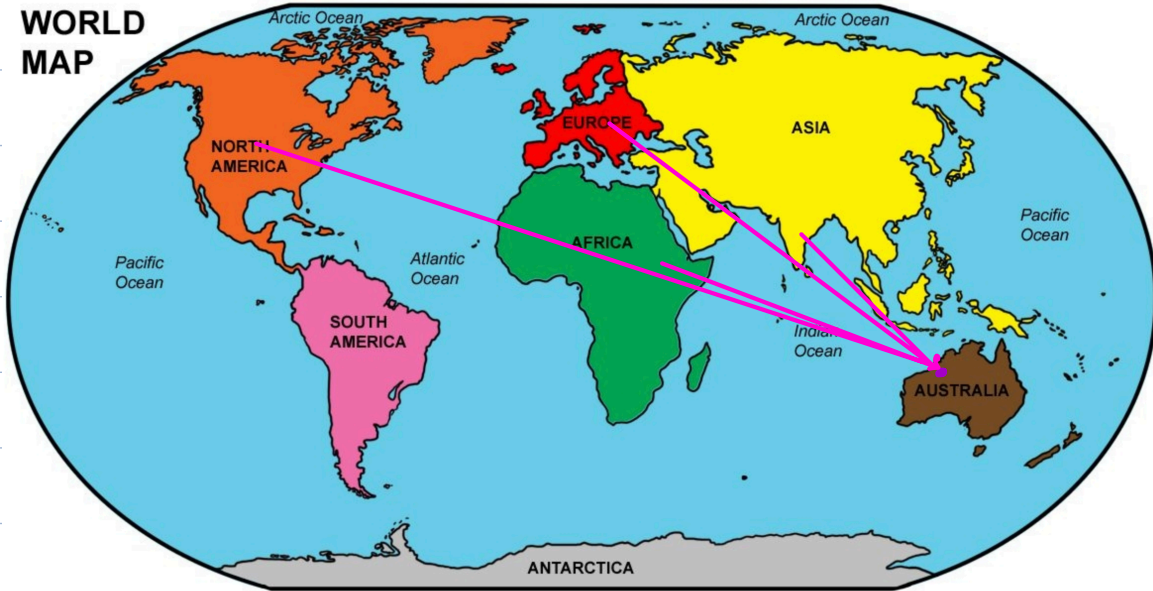 WORLD
MAP
Arctic Ocean
Arctic Ocean
EUROPE
ASIA
NORTH
AMERICA
Pacific
Ocean
AFRICA
Atlantic
Ocean
Pacific
Ocean
SOUTH
AMERICA
Indian
Ocean
AUSTRALIA
ANTARCTICA